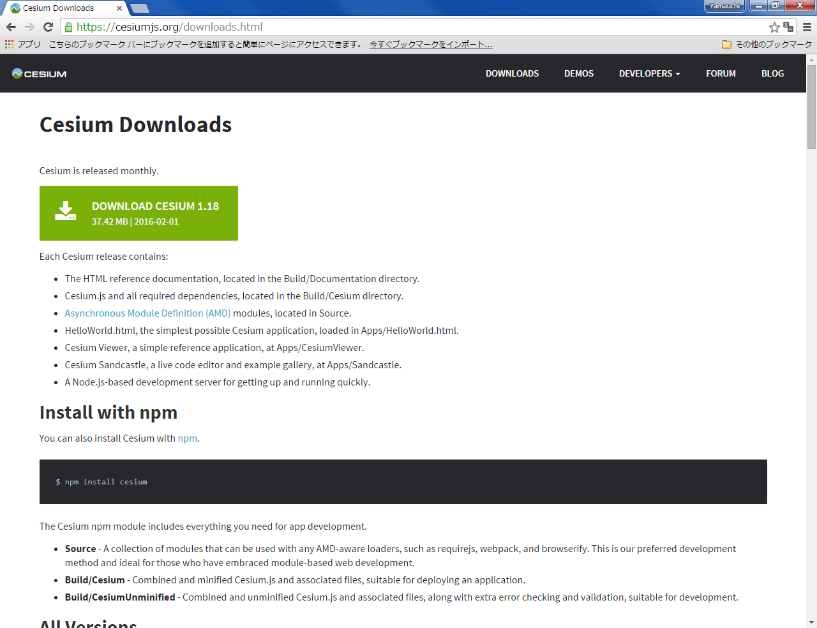 Cesium Downloads
Yamauchi
https://cesiumjs.org/downloads.html
アプリ こちらのブックマーク バーにブックマークを追加すると簡単にページにアクセスできます。 今すぐブックマークをインポート... その他のブックマーク
CESIUM DOWNLOADS DEMOS DEVELOPERS FORUM BLOG
Cesium Downloads
Cesium is released monthly.
DOWNLOAD CESIUM 1.18
37.42 MB | 2016-02-01
Each Cesium release contains:
• The HTML reference documentation, located in the Build/Documentation directory.
• Cesium.js and all required dependencies, located in the Build/Cesium directory.
• Asynchronous Module Definition (AMD) modules, located in Source.
• HelloWorld.html, the simplest possible Cesium application, loaded in Apps/HelloWorld.html.
• Cesium Viewer, a simple reference application, at Apps/CesiumViewer.
• Cesium Sandcastle, a live code editor and example gallery, at Apps/Sandcastle.
• A Node.js-based development server for getting up and running quickly.
Install with npm
You can also install Cesium with npm.
$ npm install cesium
The Cesium npm module includes everything you need for app development.
• Source - A collection of modules that can be used with any AMD-aware loaders, such as requirejs, webpack, and browserify. This is our preferred development
method and ideal for those who have embraced module-based web development.
• Build/Cesium - Combined and minified Cesium.js and associated files, suitable for deploying an application.
• Build/CesiumUnminified - Combined and unminified Cesium.js and associated files, along with extra error checking and validation, suitable for development.
All Versions